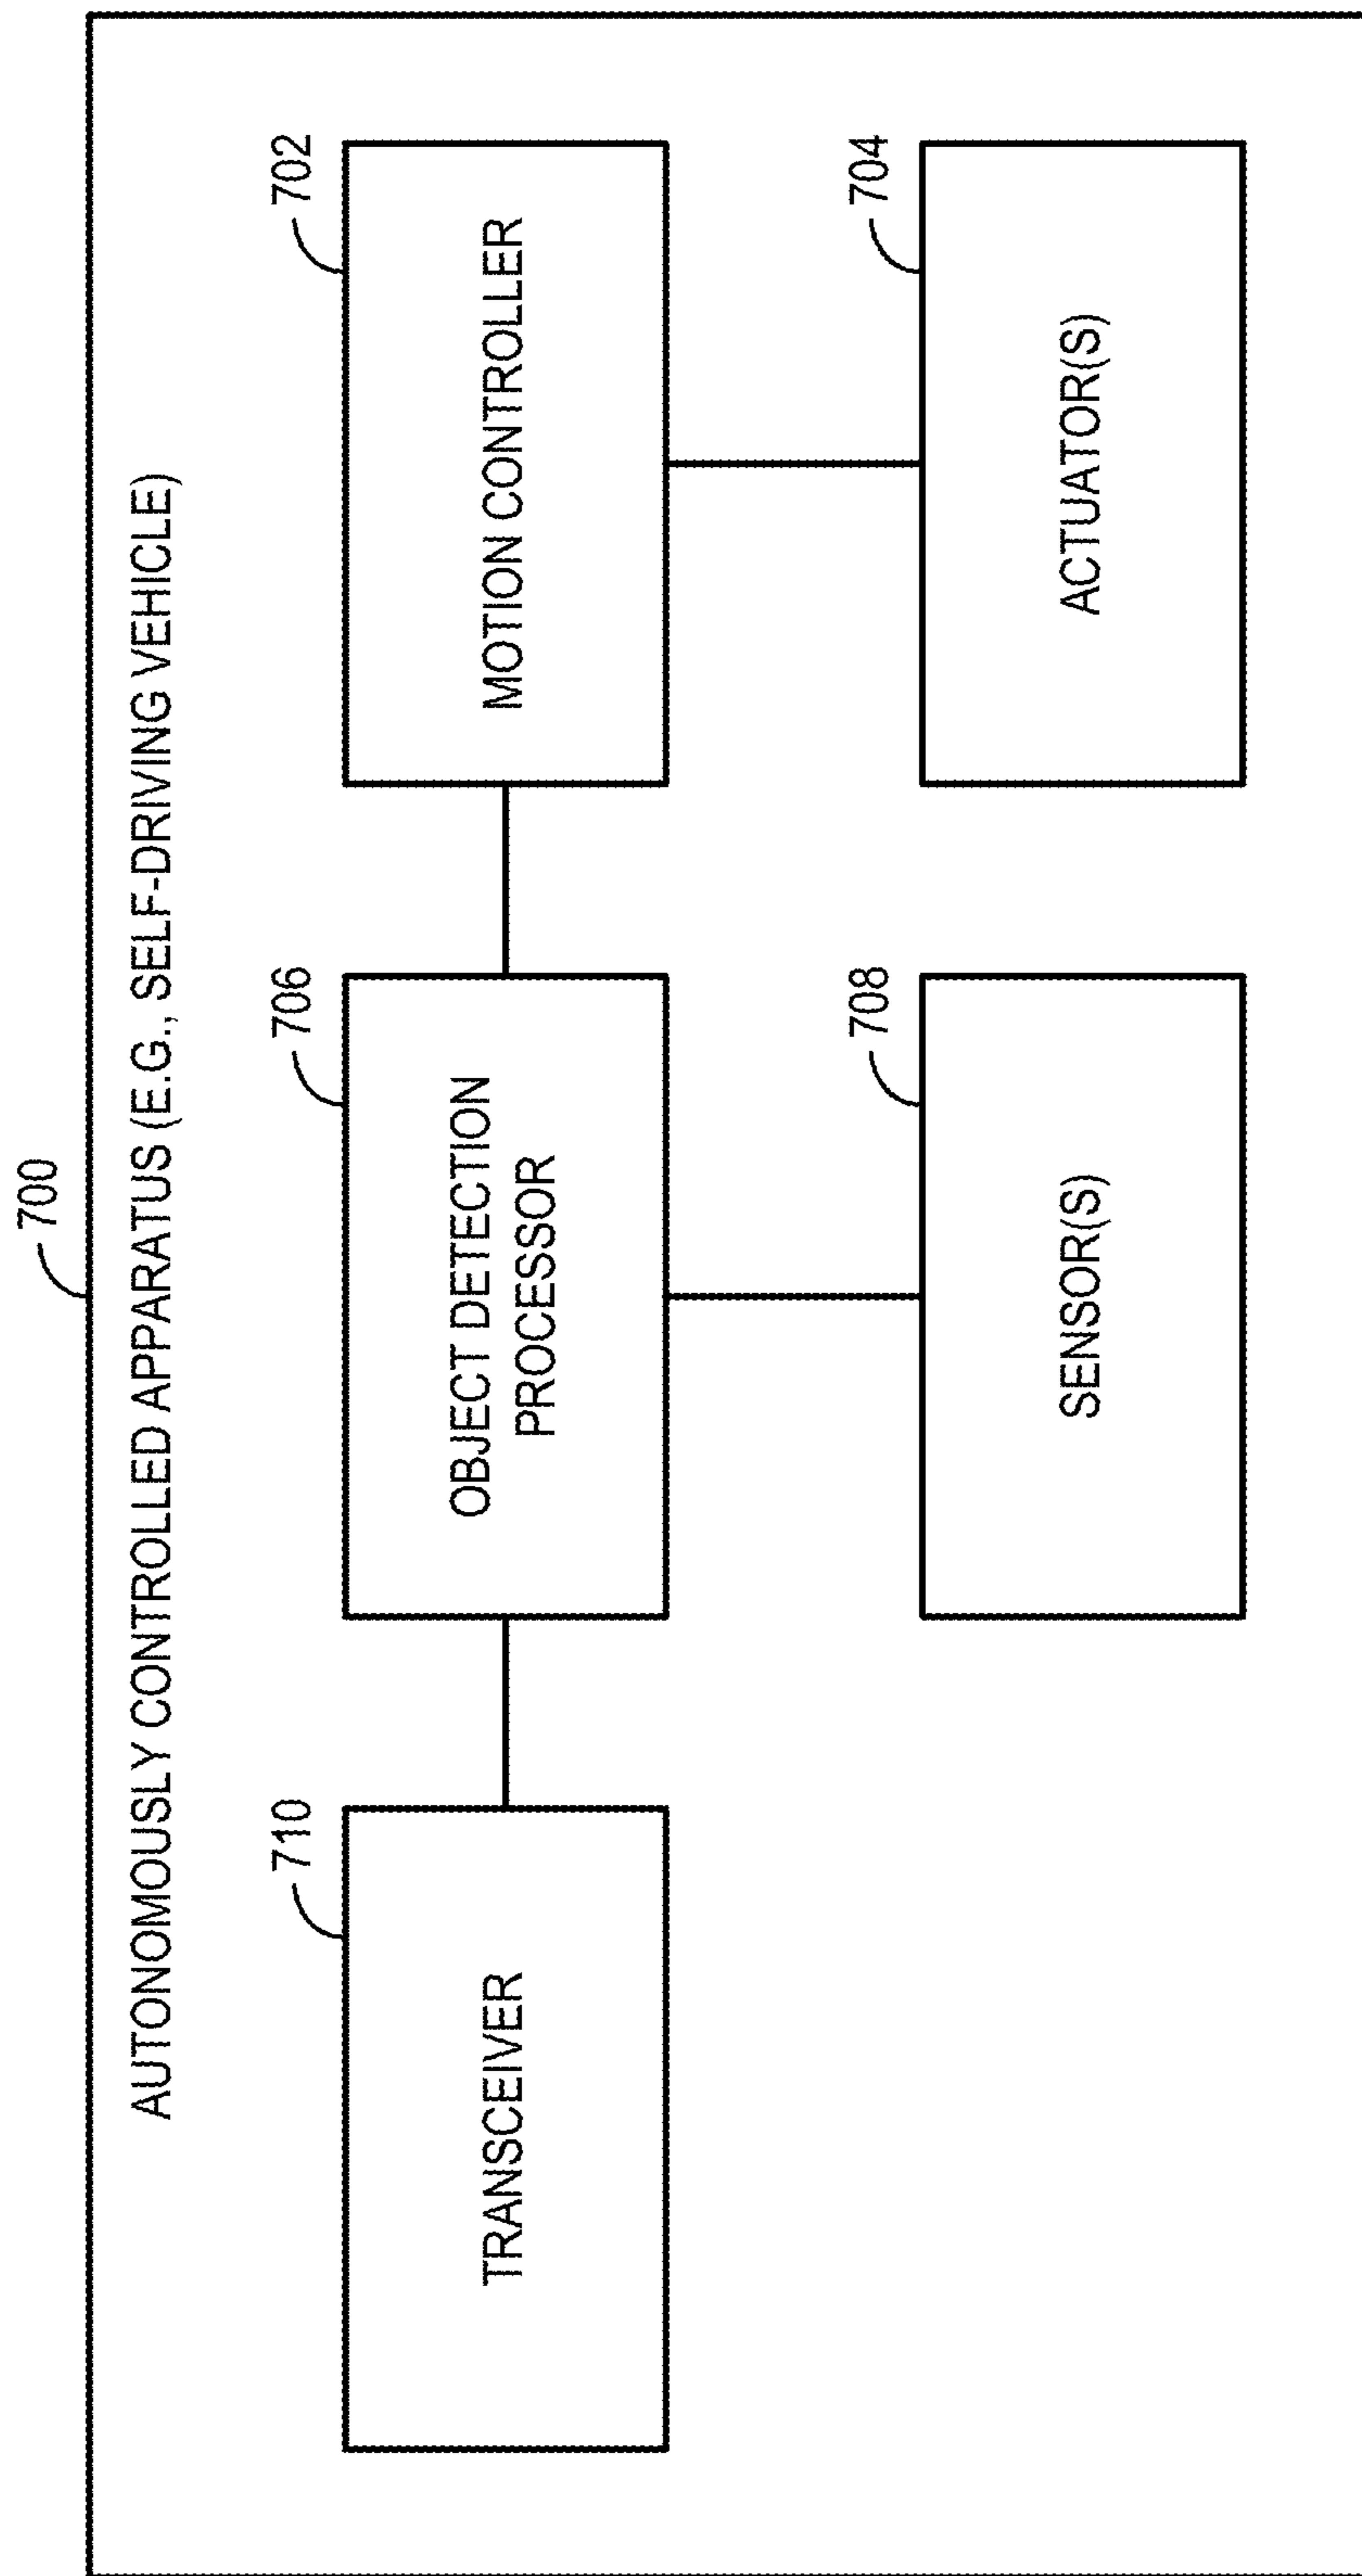 700
AUTONOMOUSLY CONTROLLED APPARATUS (E.G., SELF-DRIVING VEHICLE)
710
TRANSCEIVER
706
OBJECT DETECTION
PROCESSOR
702
MOTION CONTROLLER
708
SENSOR(S)
704
ACTUATOR(S)